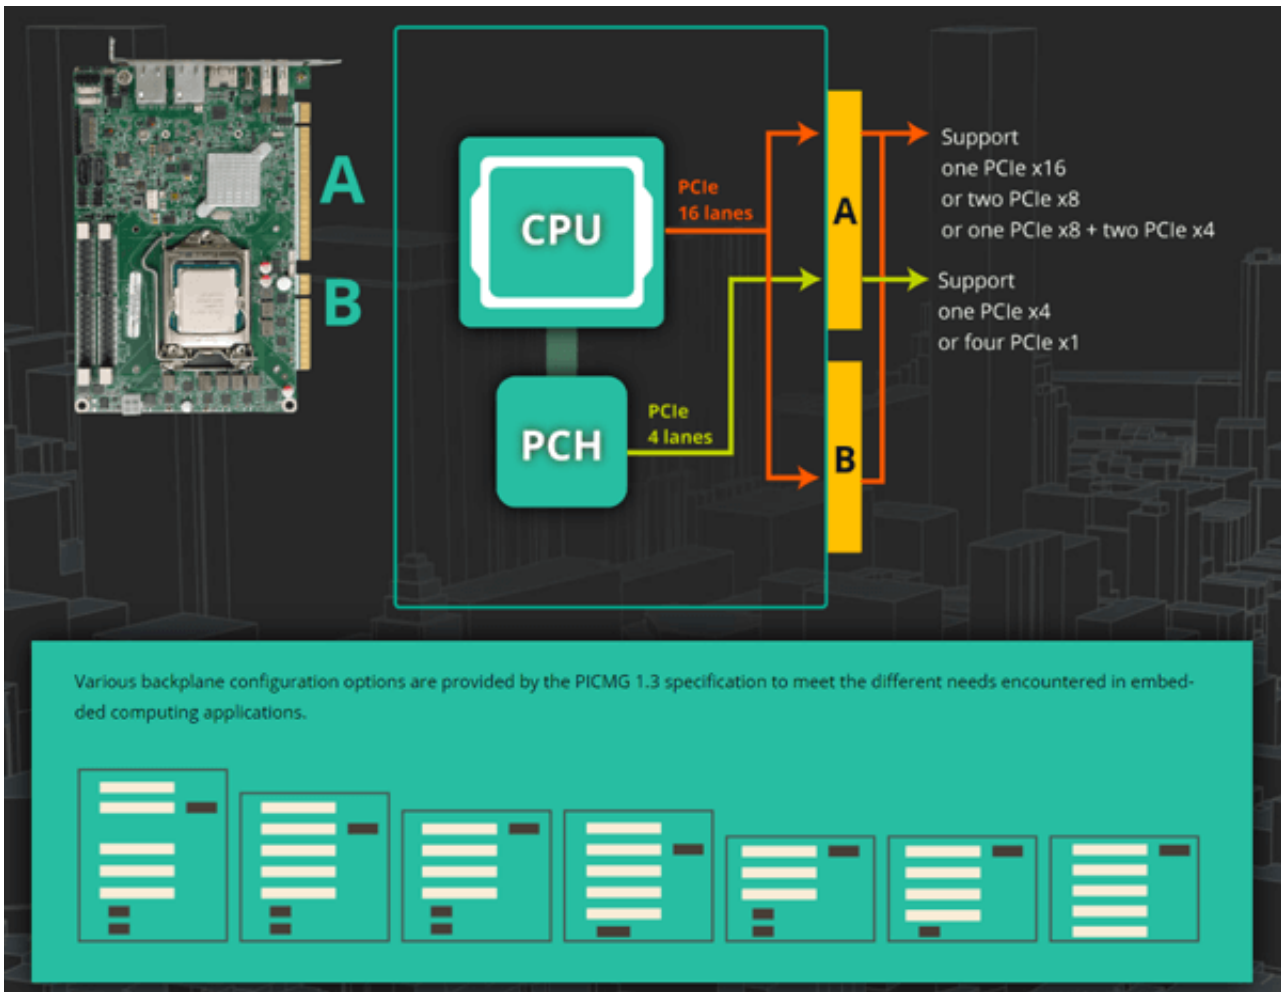 A
B
CPU
PCIe
16 lanes
PCH
PCIe
4 lanes
A
B
Support
one PCIe x16
or two PCIe x8
or one PCIe x8 + two PCIe x4
Support
one PCIe x4
or four PCIe x1
Various backplane configuration options are provided by the PICMG 1.3 specification to meet the different needs encountered in embed-
ded computing applications.